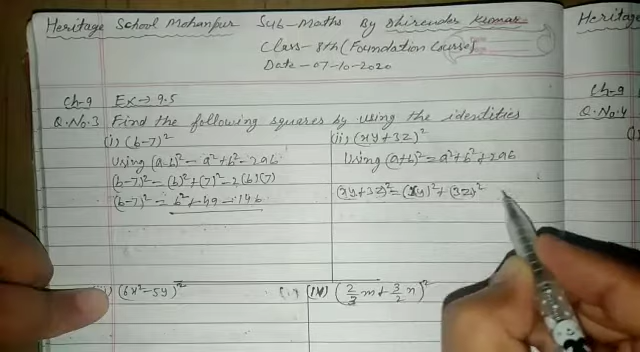 Heritage School Mohanpur Sub-Maths By Dhirender Kumar
Class-8th (Foundation Course)
Date-07-10-2020
Ch-9 Ex→9.5
Q.No.3 Find the following squares by using the identities
(i) (b-7)²
Using (a-b)² = a²+b²-2ab
(b-7)² = (b)²+(7)²-2(b)(7)
(b-7)² = b²+49-14b
(ii) (xy+3z)²
Using (a+b)² = a²+b²+2ab
(xy+3z)² = (xy)²+(3z)²
(6x²-5y)²
(iv) (2/3 m + 3/2 n)²
Heritage
Ch-9
Q.No.4